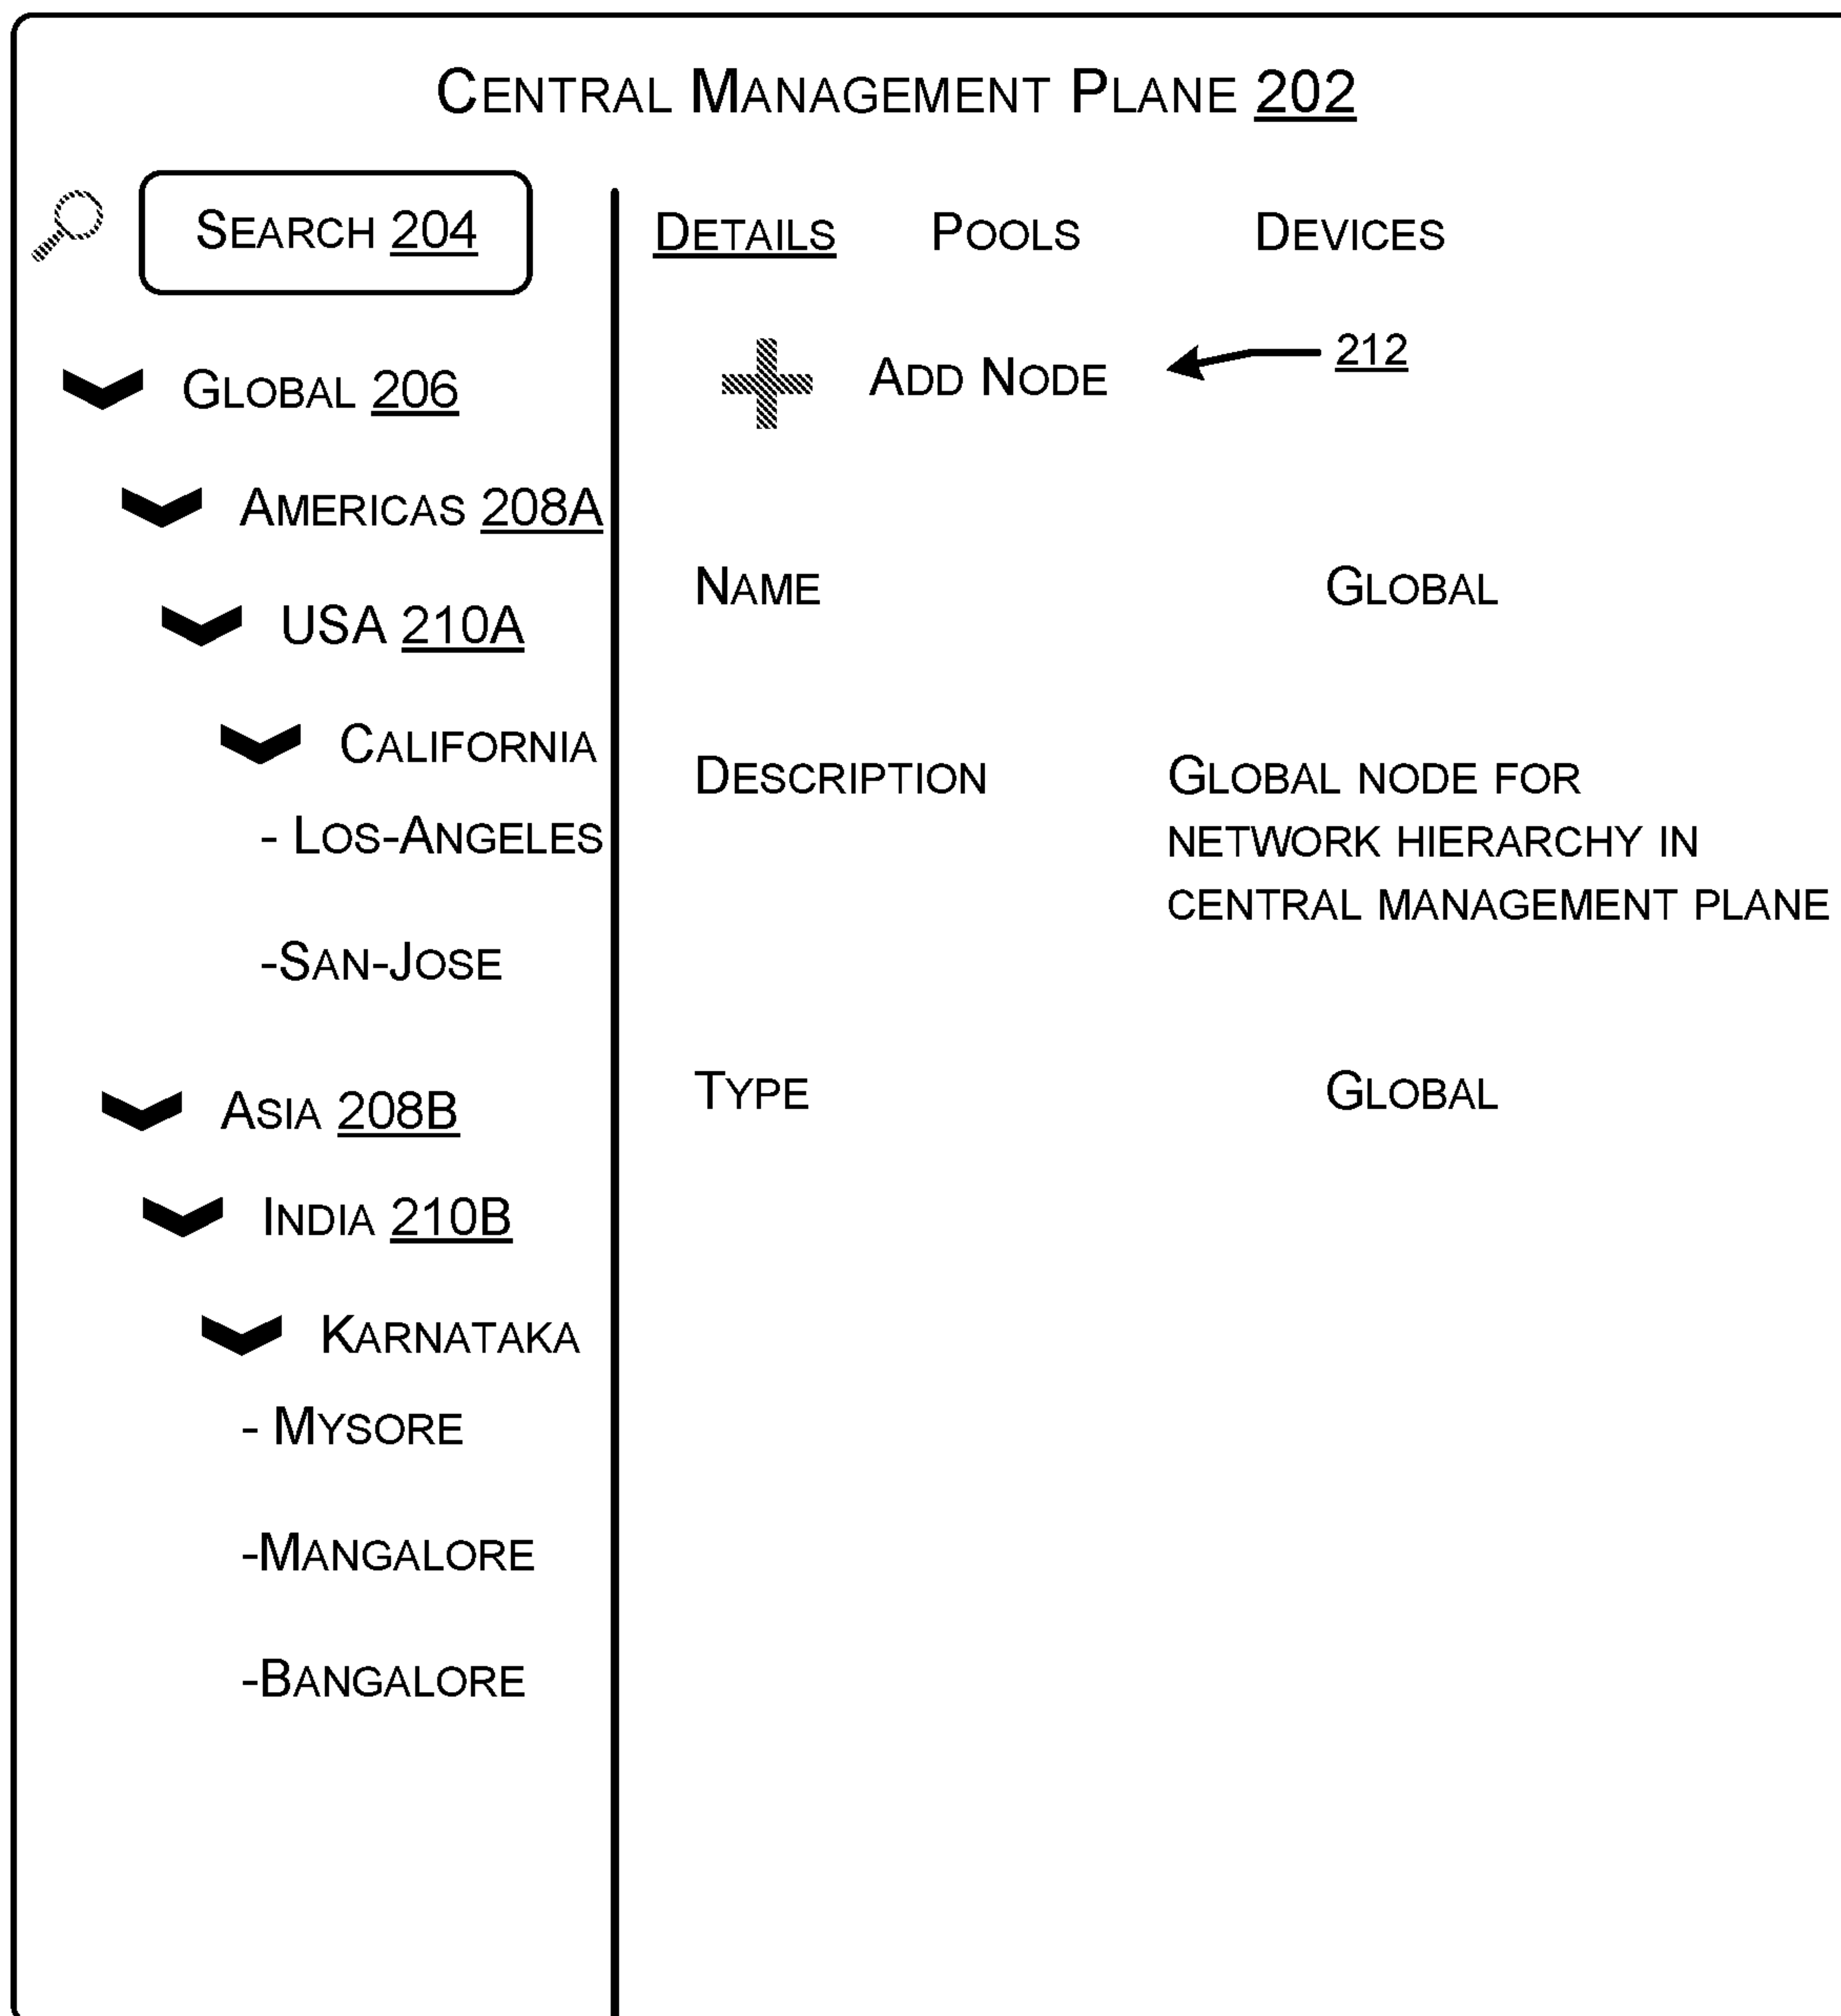 Central Management Plane 202
Search 204
Global 206
Americas 208A
USA 210A
California
- Los-Angeles
-San-Jose
Asia 208B
India 210B
Karnataka
- Mysore
-Mangalore
-Bangalore
Details Pools Devices
Add Node 212
Name Global
Description Global node for
network hierarchy in
central management plane
Type Global